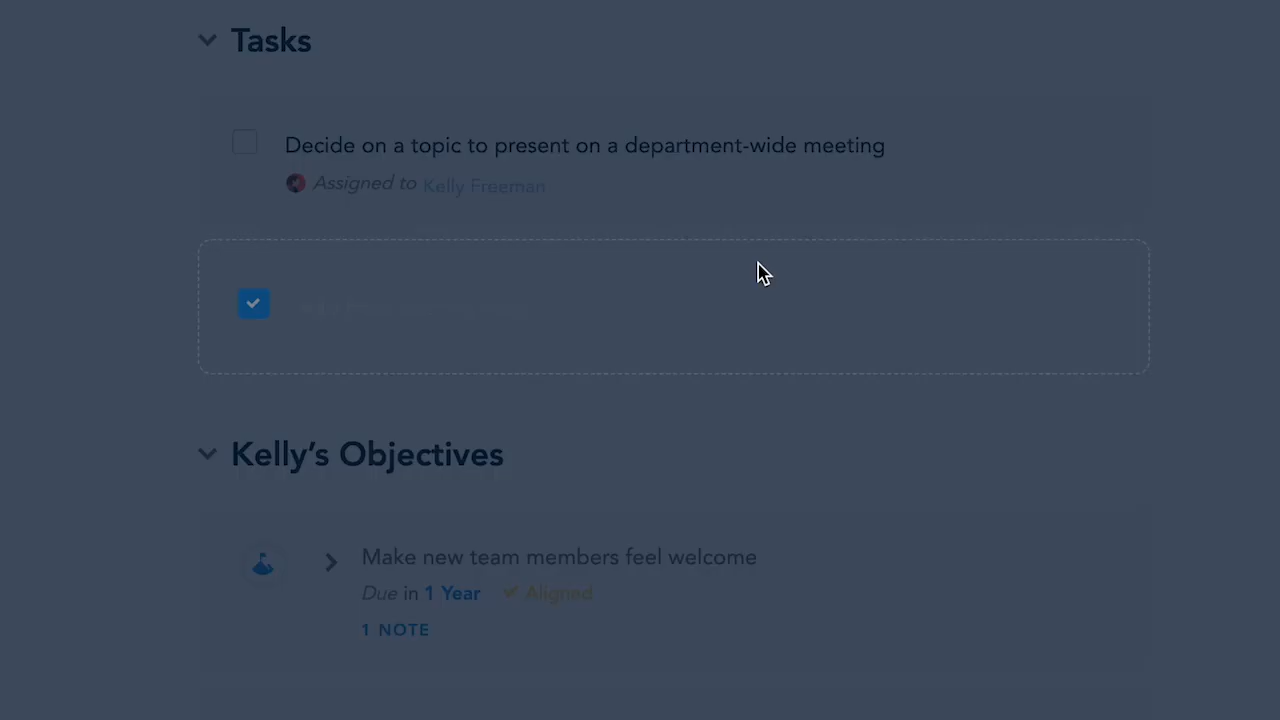 Tasks
Decide on a topic to present on a department-wide meeting
Assigned to Kelly Freeman
Kelly's Objectives
Make new team members feel welcome
Due in 1 Year ✓ Aligned
1 NOTE